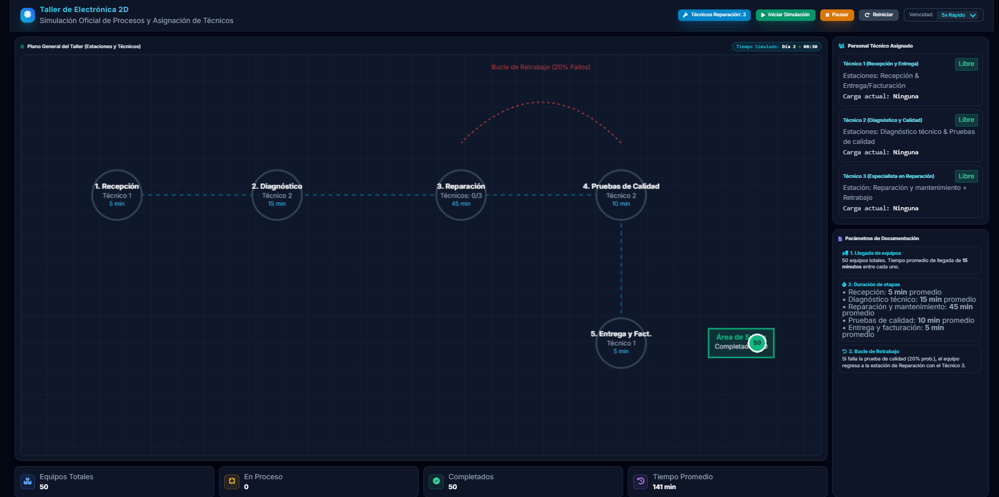 Taller de Electrónica 2D
Simulación Oficial de Procesos y Asignación de Técnicos
Técnicos Reparación: 3
Iniciar Simulación
Pausar
Reiniciar
Velocidad: 5x Rápido
Plano General del Taller (Estaciones y Técnicos)
Tiempo Simulado: Día 2 - 08:30
Bucle de Retrabajo (20% Fallos)
1. Recepción
Técnico 1
5 min
2. Diagnóstico
Técnico 2
15 min
3. Reparación
Técnicos: 0/3
45 min
4. Pruebas de Calidad
Técnico 2
10 min
5. Entrega y Fact.
Técnico 1
5 min
Área de
50
Equipos Totales
50
En Proceso
0
Completados
50
Tiempo Promedio
141 min
Personal Técnico Asignado
Técnico 1 (Recepción y Entrega)
Libre
Estaciones: Recepción &
Entrega/Facturación
Carga actual: Ninguna
Técnico 2 (Diagnóstico y Calidad)
Libre
Estaciones: Diagnóstico técnico & Pruebas
de calidad
Carga actual: Ninguna
Técnico 3 (Especialista en Reparación)
Libre
Estación: Reparación y mantenimiento +
Retrabajo
Carga actual: Ninguna
Parámetros de Documentación
1. Llegada de equipos
50 equipos totales. Tiempo promedio de llegada de 15
minutos entre cada uno.
2. Duración de etapas
• Recepción: 5 min promedio
• Diagnóstico técnico: 15 min promedio
• Reparación y mantenimiento: 45 min
promedio
• Pruebas de calidad: 10 min promedio
• Entrega y facturación: 5 min
promedio
3. Bucle de Retrabajo
Si falla la prueba de calidad (20% prob.), el equipo
regresa a la estación de Reparación con el Técnico 3.